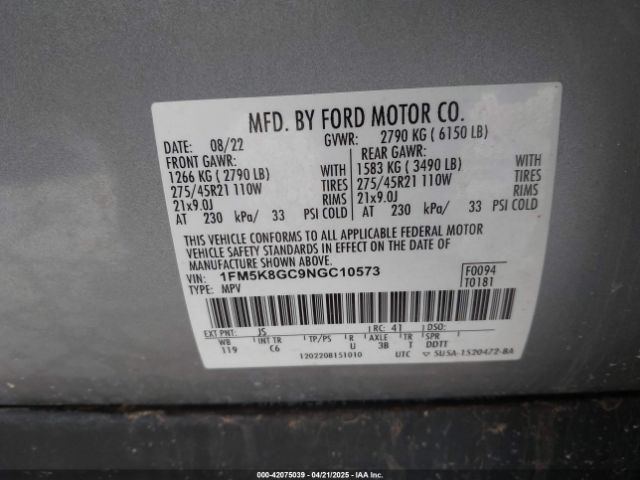 MFD. BY FORD MOTOR CO.
DATE: 08/22 GVWR: 2790 KG ( 6150 LB)
FRONT GAWR: REAR GAWR:
1266 KG ( 2790 LB) WITH 1583 KG ( 3490 LB) WITH
275/45R21 110W TIRES 275/45R21 110W TIRES
21x9.0J RIMS 21x9.0J RIMS
AT 230 kPa/ 33 PSI COLD AT 230 kPa/ 33 PSI COLD
THIS VEHICLE CONFORMS TO ALL APPLICABLE FEDERAL MOTOR
VEHICLE SAFETY STANDARDS IN EFFECT ON THE DATE OF
MANUFACTURE SHOWN ABOVE.
VIN: 1FM5K8GC9NGC10573 F0094
TYPE: MPV T0181
EXT PNT: JS RC: 41 DSO:
WB INT TR TP/PS R AXLE TR SPR
119 C6 U 3B T DDTT
1202208151010 UTC ▽ 5U5A-1520472-BA
000-42075039 - 04/21/2025 - IAA